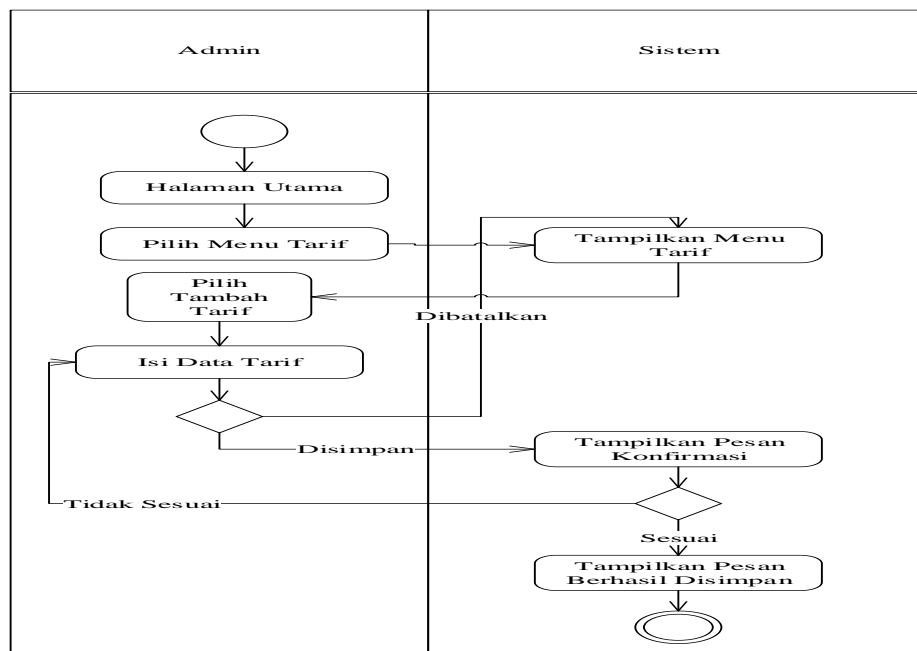 Admin
Sistem
Halaman Utama
Pilih Menu Tarif
Tampilkan Menu
Tarif
Pilih
Tambah
Tarif
Dibatalkan
Isi Data Tarif
Disimpan
Tampilkan Pesan
Konfirmasi
Tidak Sesuai
Sesuai
Tampilkan Pesan
Berhasil Disimpan